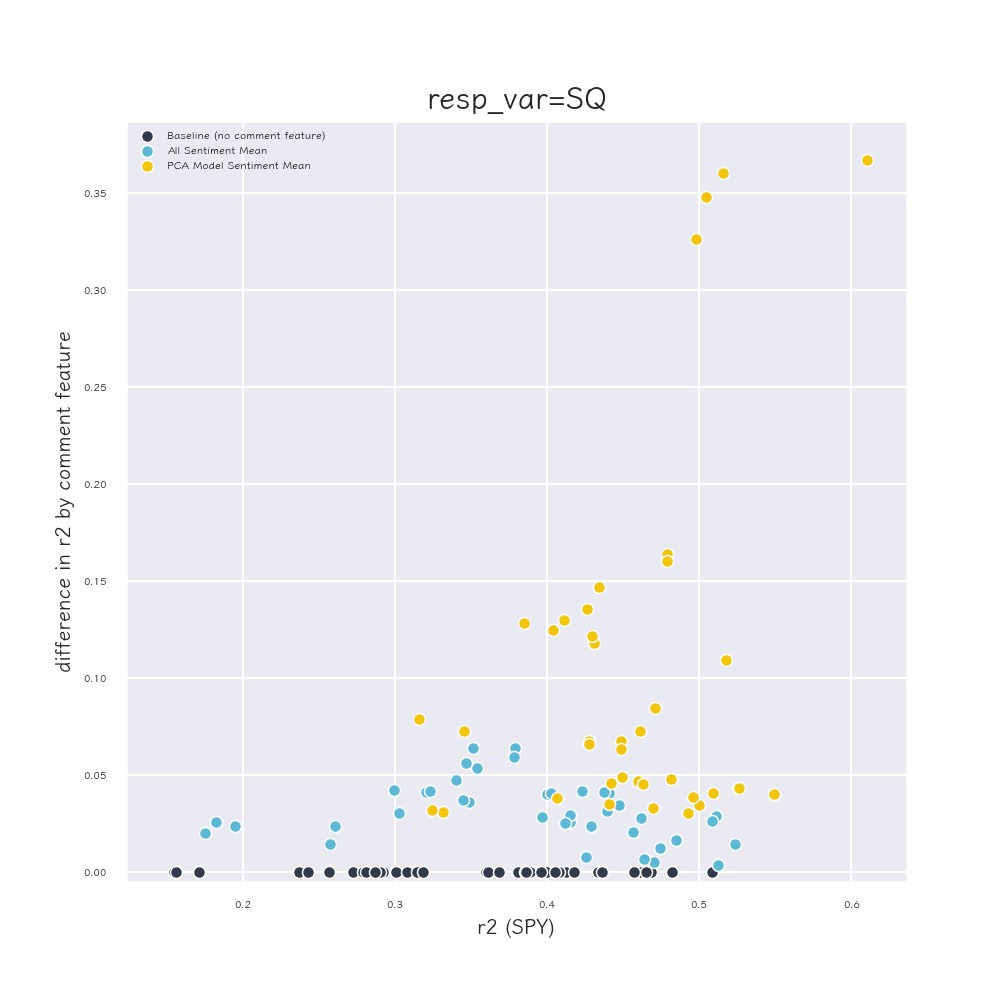 resp_var=SQ
Baseline (no comment feature)
All Sentiment Mean
PCA Model Sentiment Mean
difference in r2 by comment feature
0.35
0.30
0.25
0.20
0.15
0.10
0.05
0.00
0.2 0.3 0.4 0.5 0.6
r2 (SPY)